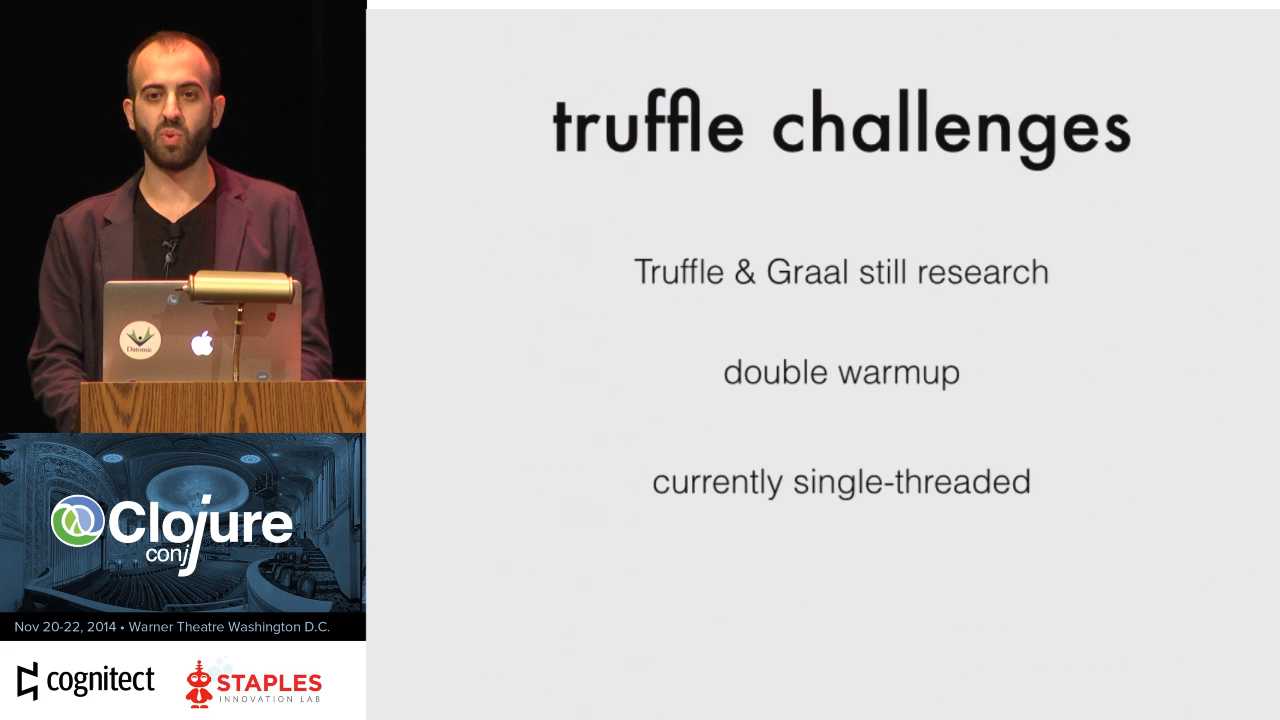 truffle challenges
Truffle & Graal still research
double warmup
currently single-threaded
Datomic
Clojure
conj
Nov 20-22, 2014 • Warner Theatre Washington D.C.
cognitect
STAPLES
INNOVATION LAB